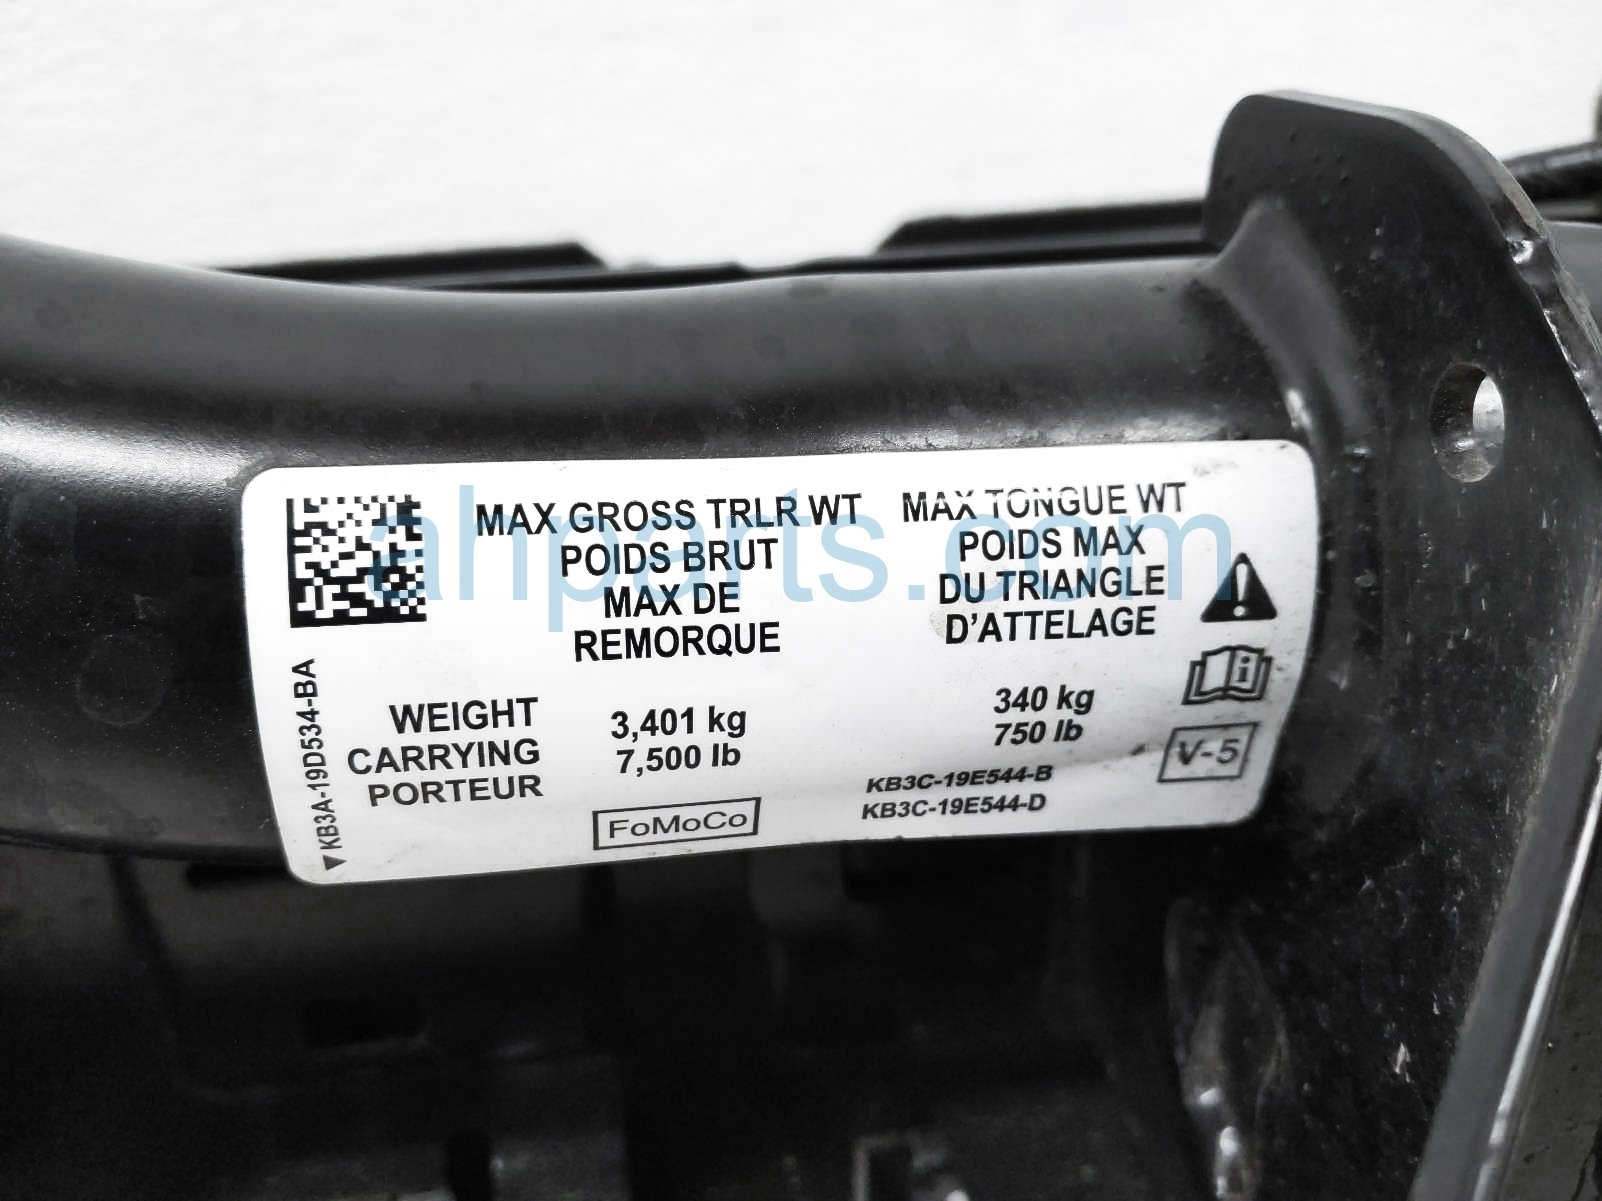 MAX GROSS TRLR WT
POIDS BRUT
MAX DE
REMORQUE
MAX TONGUE WT
POIDS MAX
DU TRIANGLE
D'ATTELAGE
WEIGHT
CARRYING
PORTEUR
3,401 kg
7,500 lb
340 kg
750 lb
KB3C-19E544-B
KB3C-19E544-D
FoMoCo
V-5
KB3A-19D534-BA
ahparts.com